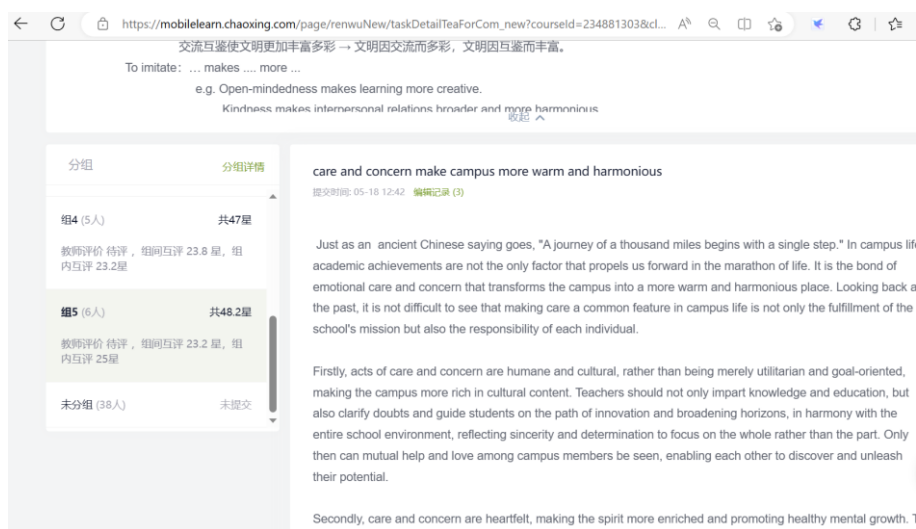 https://mobilelearn.chaoxing.com/page/renwuNew/taskDetailTeaForCom_new?courseId=234881303&cl...
交流互鉴使文明更加丰富多彩 → 文明因交流而多彩，文明因互鉴而丰富。
To imitate： ... makes .... more ...
e.g. Open-mindedness makes learning more creative.
Kindness makes interpersonal relations broader and more harmonious
收起
分组 分组详情
组4 (5人) 共47星
教师评价 待评 ，组间互评 23.8 星，组
内互评 23.2星
组5 (6人) 共48.2星
教师评价 待评 ，组间互评 23.2 星，组
内互评 25星
未分组 (38人) 未提交
care and concern make campus more warm and harmonious
提交时间: 05-18 12:42 编辑记录 (3)
Just as an ancient Chinese saying goes, "A journey of a thousand miles begins with a single step." In campus life
academic achievements are not the only factor that propels us forward in the marathon of life. It is the bond of
emotional care and concern that transforms the campus into a more warm and harmonious place. Looking back a
the past, it is not difficult to see that making care a common feature in campus life is not only the fulfillment of the
school's mission but also the responsibility of each individual.
Firstly, acts of care and concern are humane and cultural, rather than being merely utilitarian and goal-oriented,
making the campus more rich in cultural content. Teachers should not only impart knowledge and education, but
also clarify doubts and guide students on the path of innovation and broadening horizons, in harmony with the
entire school environment, reflecting sincerity and determination to focus on the whole rather than the part. Only
then can mutual help and love among campus members be seen, enabling each other to discover and unleash
their potential.
Secondly, care and concern are heartfelt, making the spirit more enriched and promoting healthy mental growth.